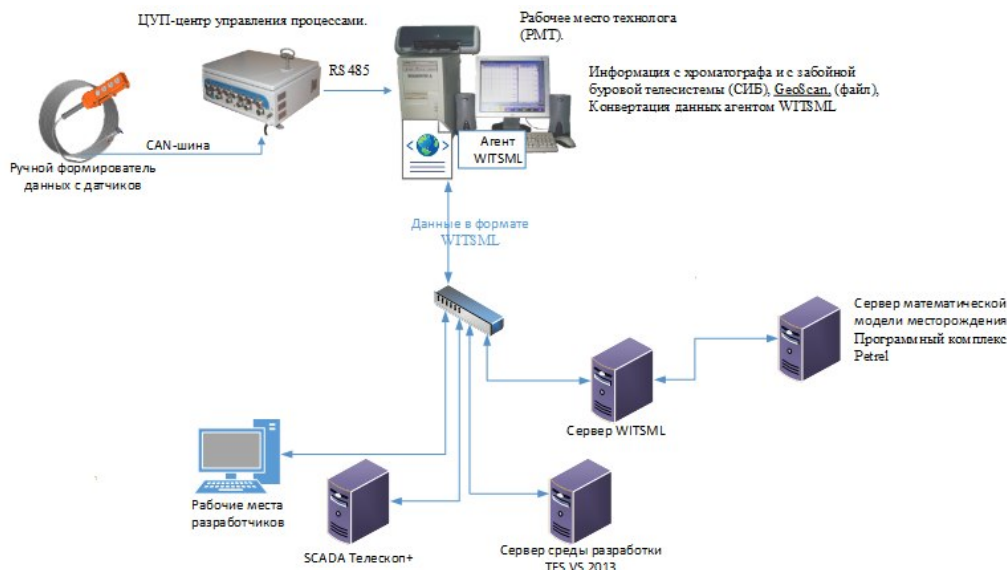 ЦУП-центр управления процессами.
Рабочее место технолога
(РМТ).
RS 485
Информация с хроматографа и с забойной
буровой телесистемы (СИБ), GeoScan, (файл),
Конвертация данных агентом WITSML
CAN-шина
Агент
WITSML
Ручной формирователь
данных с датчиков
Данные в формате
WITSML
Сервер математической
модели месторождения
Программный комплекс
Petrel
Сервер WITSML
Рабочие места
разработчиков
SCADA Телескоп+
Сервер среды разработки
TFS VS 2013